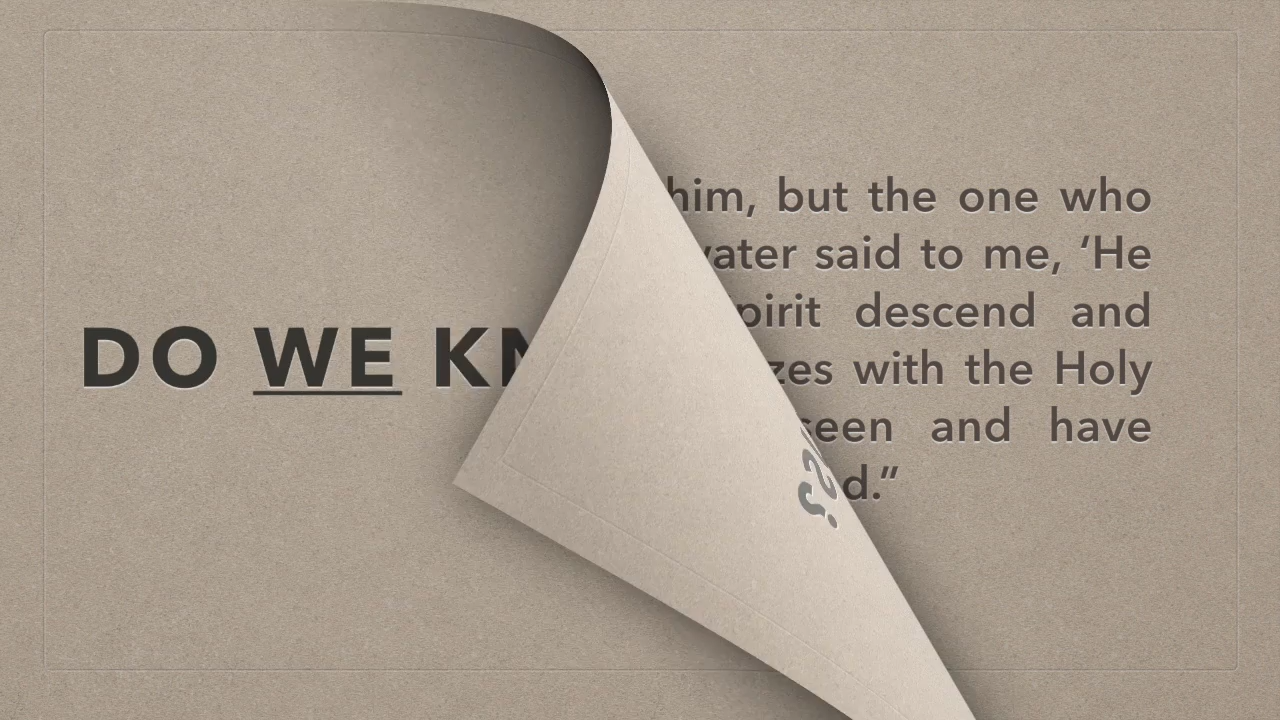 DO WE KN
him, but the one who
water said to me, ‘He
pirit descend and
zes with the Holy
seen and have
d.”
S?